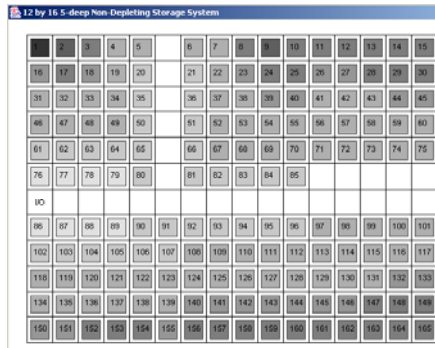 12 by 16 5-deep Non-Depleting Storage System
1 2 3 4 5 6 7 8 9 10 11 12 13 14 15
16 17 18 19 20 21 22 23 24 25 26 27 28 29 30
31 32 33 34 35 36 37 38 39 40 41 42 43 44 45
46 47 48 49 50 51 52 53 54 55 56 57 58 59 60
61 62 63 64 65 66 67 68 69 70 71 72 73 74 75
76 77 78 79 80 81 82 83 84 85
I/O
86 87 88 89 90 91 92 93 94 95 96 97 98 99 100 101
102 103 104 105 106 107 108 109 110 111 112 113 114 115 116 117
118 119 120 121 122 123 124 125 126 127 128 129 130 131 132 133
134 135 136 137 138 139 140 141 142 143 144 145 146 147 148 149
150 151 152 153 154 155 156 157 158 159 160 161 162 163 164 165